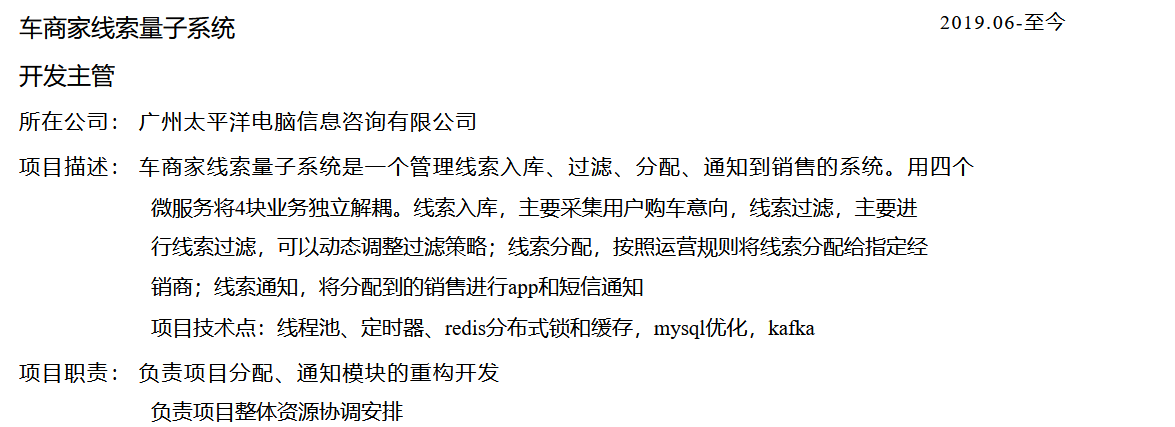 车商家线索量子系统
2019.06-至今
开发主管
所在公司： 广州太平洋电脑信息咨询有限公司
项目描述： 车商家线索量子系统是一个管理线索入库、过滤、分配、通知到销售的系统。用四个
微服务将4块业务独立解耦。线索入库，主要采集用户购车意向，线索过滤，主要进
行线索过滤，可以动态调整过滤策略；线索分配，按照运营规则将线索分配给指定经
销商；线索通知，将分配到的销售进行app和短信通知
项目技术点：线程池、定时器、redis分布式锁和缓存，mysql优化，kafka
项目职责： 负责项目分配、通知模块的重构开发
负责项目整体资源协调安排